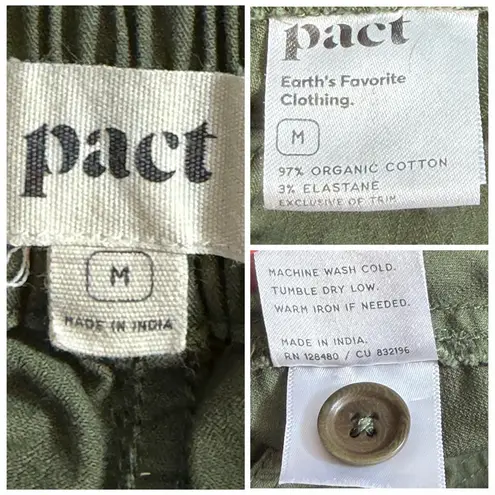 pact
M
MADE IN INDIA
pact
Earth's Favorite
Clothing.
M
97% ORGANIC COTTON
3% ELASTANE
EXCLUSIVE OF TRIM
MACHINE WASH COLD.
TUMBLE DRY LOW.
WARM IRON IF NEEDED.
MADE IN INDIA.
RN 128480 / CU 832196